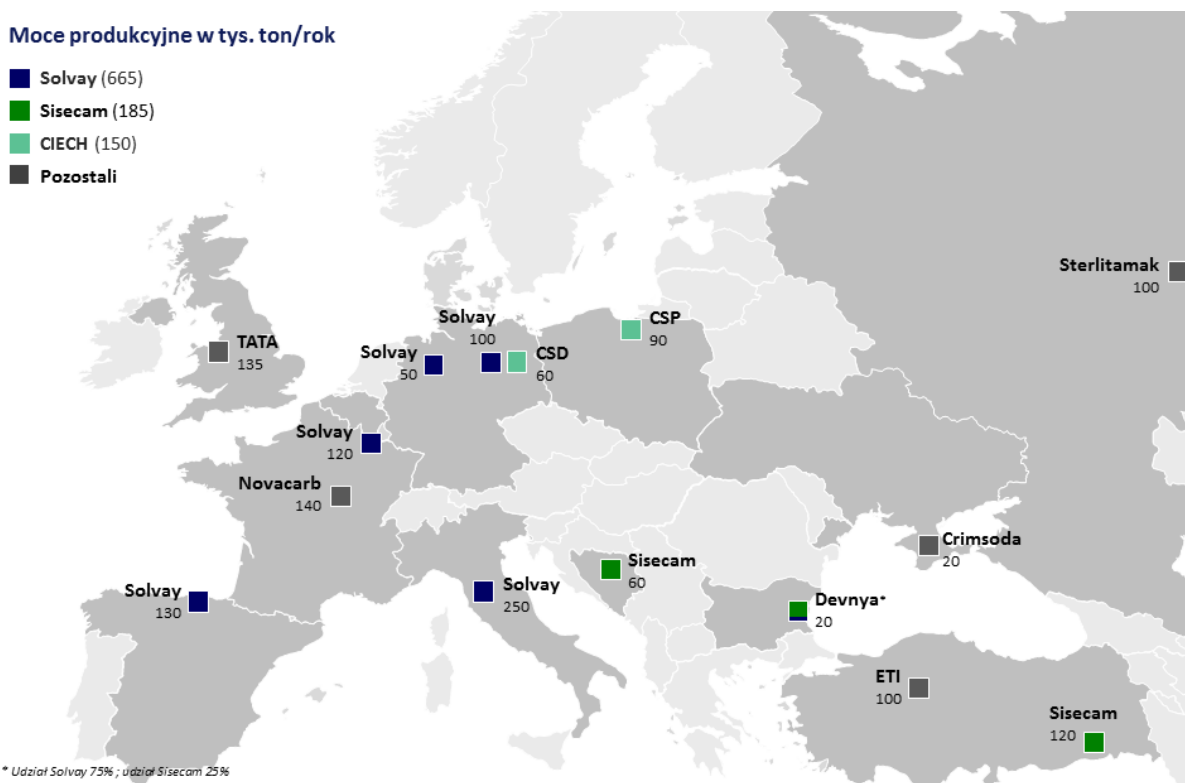 Moce produkcyjne w tys. ton/rok
Solvay (665)
Sisecam (185)
CIECH (150)
Pozostali
Sterlitamak
100
Solvay
100
CSP
90
TATA
135
Solvay
50
CSD
60
Solvay
120
Novacarb
140
Crimsoda
20
Sisecam
60
Solvay
130
Solvay
250
Devnya*
20
ETI
100
Sisecam
120
* Udział Solvay 75% ; udział Sisecam 25%